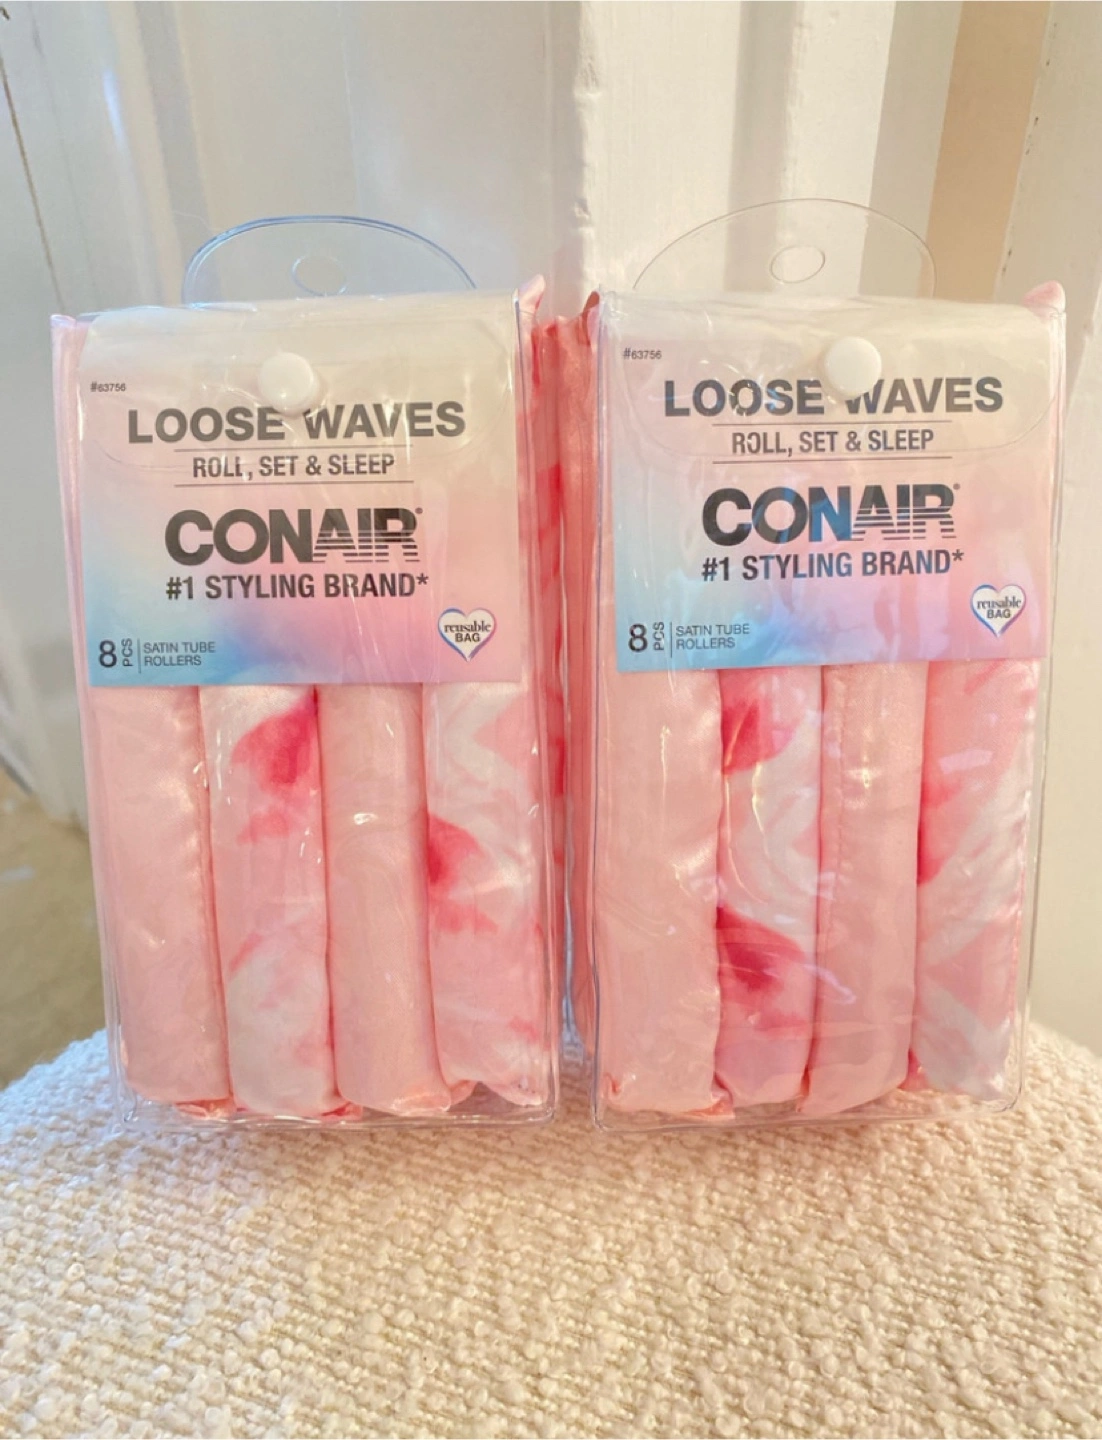 #63756
LOOSE WAVES
ROLL, SET & SLEEP
CONAIR®
#1 STYLING BRAND*
reusable
BAG
8 PCS
SATIN TUBE
ROLLERS
#63756
LOOSE WAVES
ROLL, SET & SLEEP
CONAIR®
#1 STYLING BRAND*
reusable
BAG
8 PCS
SATIN TUBE
ROLLERS